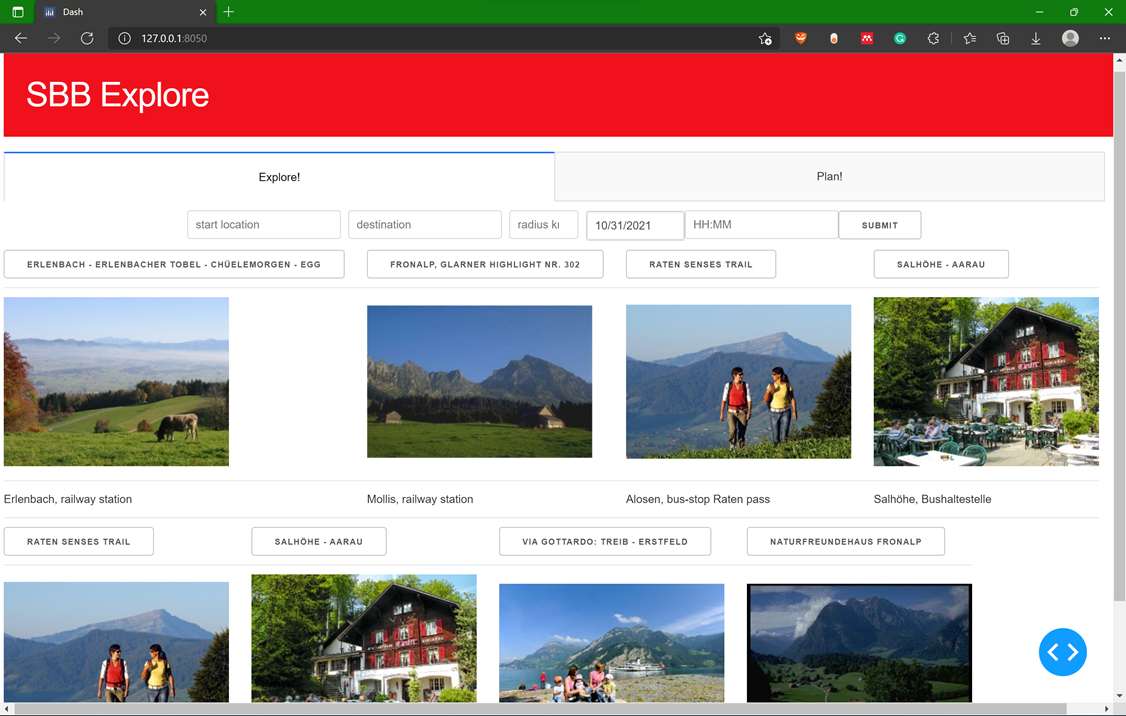 Dash
127.0.0.1:8050
SBB Explore
Explore!
Plan!
start location
destination
radius k
10/31/2021
HH:MM
SUBMIT
ERLENBACH - ERLENBACHER TOBEL - CHÜELEMORGEN - EGG
FRONALP, GLARNER HIGHLIGHT NR. 302
RATEN SENSES TRAIL
SALHÖHE - AARAU
Erlenbach, railway station
Mollis, railway station
Alosen, bus-stop Raten pass
Salhöhe, Bushaltestelle
RATEN SENSES TRAIL
SALHÖHE - AARAU
VIA GOTTARDO: TREIB - ERSTFELD
NATURFREUNDEHAUS FRONALP